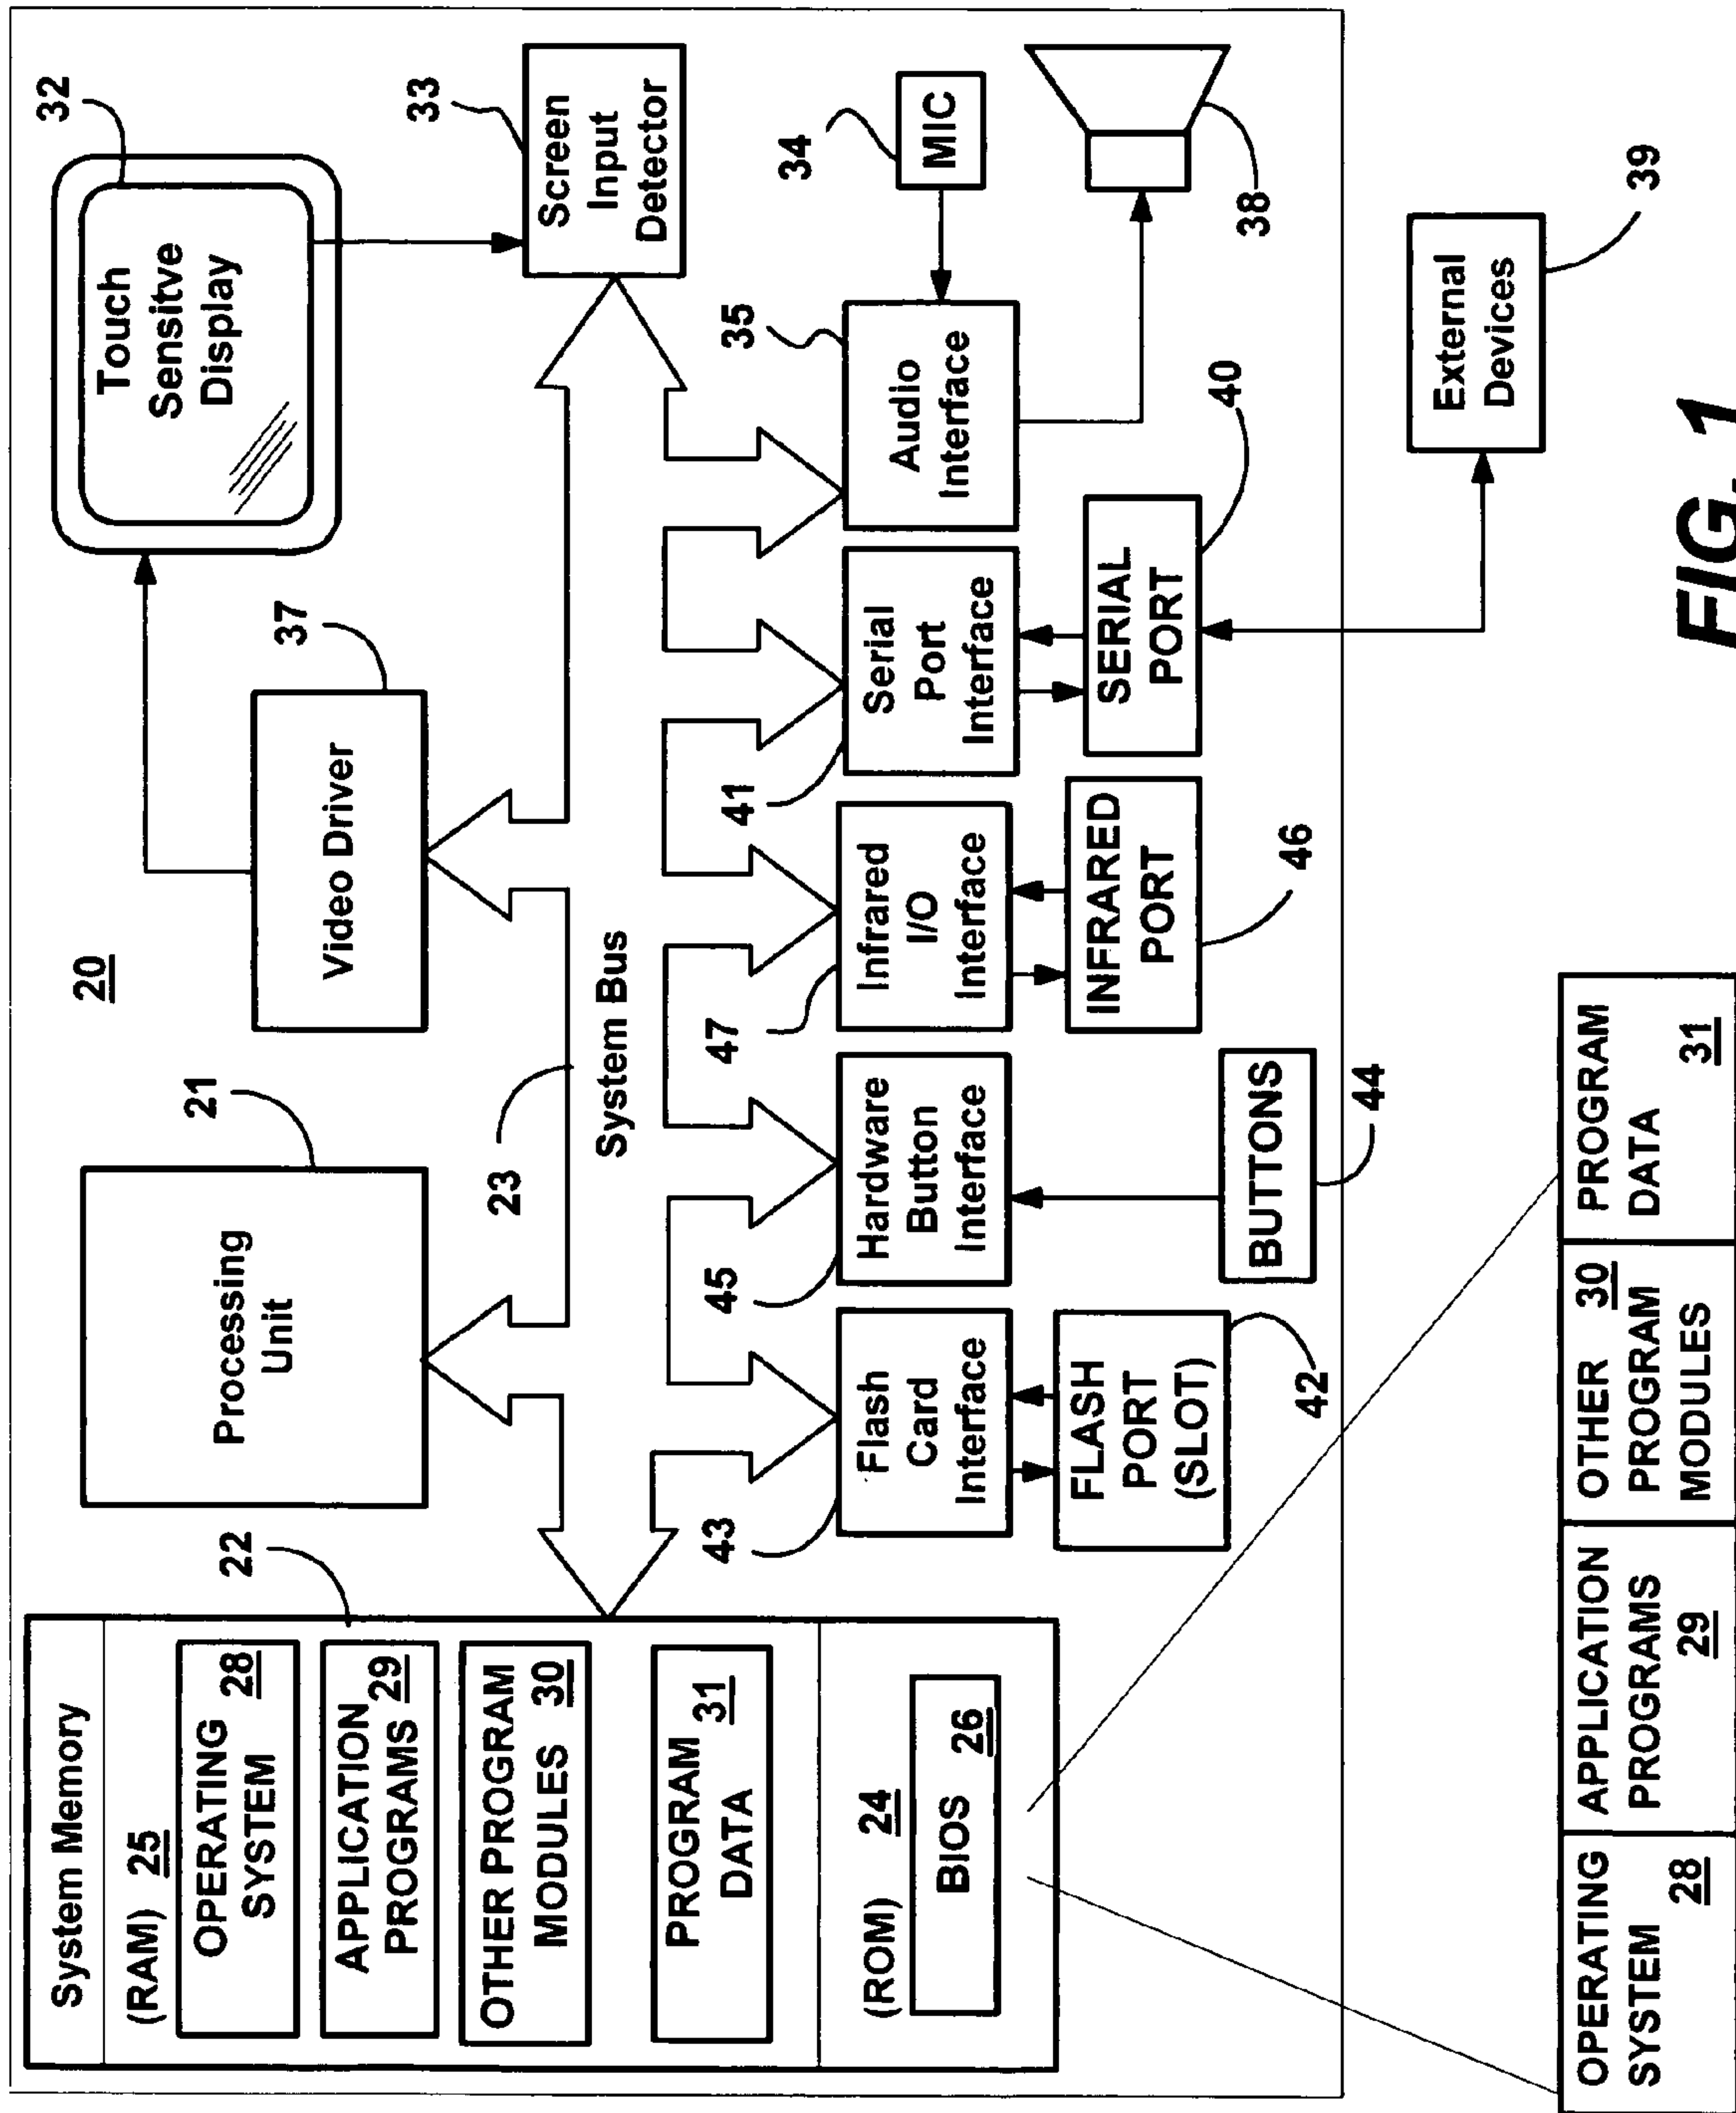 20
System Memory
(RAM) 25
OPERATING
SYSTEM 28
APPLICATION
PROGRAMS 29
OTHER PROGRAM
MODULES 30
PROGRAM
DATA 31
(ROM) 24
BIOS
26
22
Processing
Unit
21
Video Driver
37
Touch
Sensitve
Display
32
Screen
Input
Detector
33
23
System Bus
43
Flash
Card
Interface
45
Hardware
Button
Interface
47
Infrared
I/O
Interface
41
Serial
Port
Interface
35
Audio
Interface
34
MIC
38
FLASH
PORT
(SLOT)
42
BUTTONS
44
INFRARED
PORT
46
SERIAL
PORT
40
External
Devices
39
OPERATING
SYSTEM 28
APPLICATION
PROGRAMS
29
OTHER 30
PROGRAM
MODULES
PROGRAM
DATA 31
FIG. 1